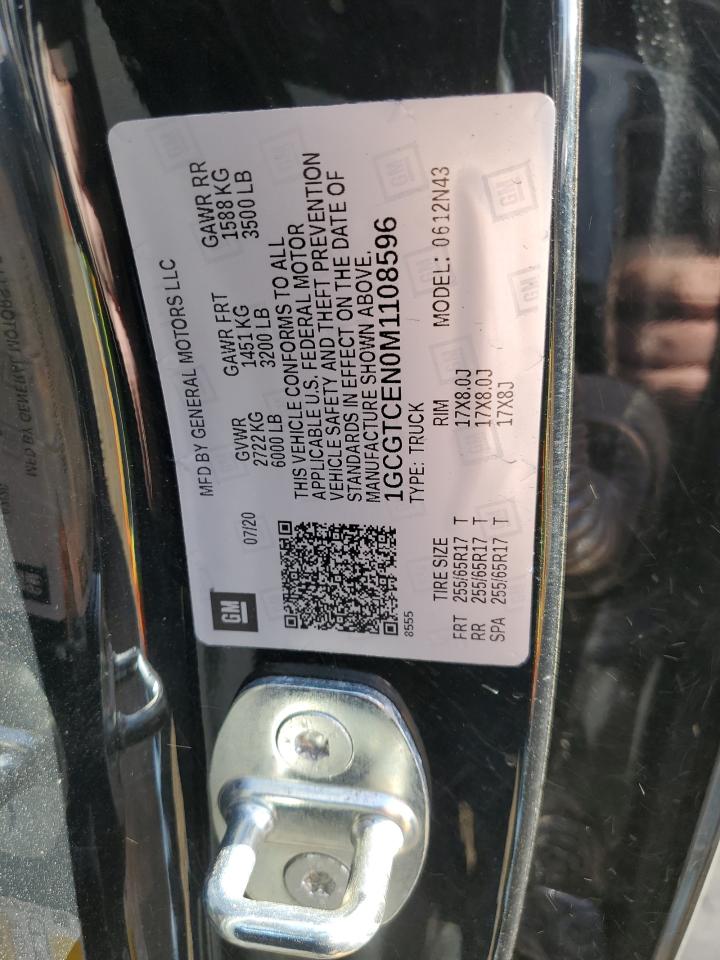 GM
MFD BY GENERAL MOTORS LLC
07/20
GVWR GAWR FRT GAWR RR
2722 KG 1451 KG 1588 KG
6000 LB 3200 LB 3500 LB
THIS VEHICLE CONFORMS TO ALL
APPLICABLE U.S. FEDERAL MOTOR
VEHICLE SAFETY AND THEFT PREVENTION
STANDARDS IN EFFECT ON THE DATE OF
MANUFACTURE SHOWN ABOVE.
1GCGTCEN0M1108596
8555
TYPE: TRUCK MODEL: 0612N43
TIRE SIZE RIM
FRT 255/65R17 T 17X8.0J
RR 255/65R17 T 17X8.0J
SPA 255/65R17 T 17X8J